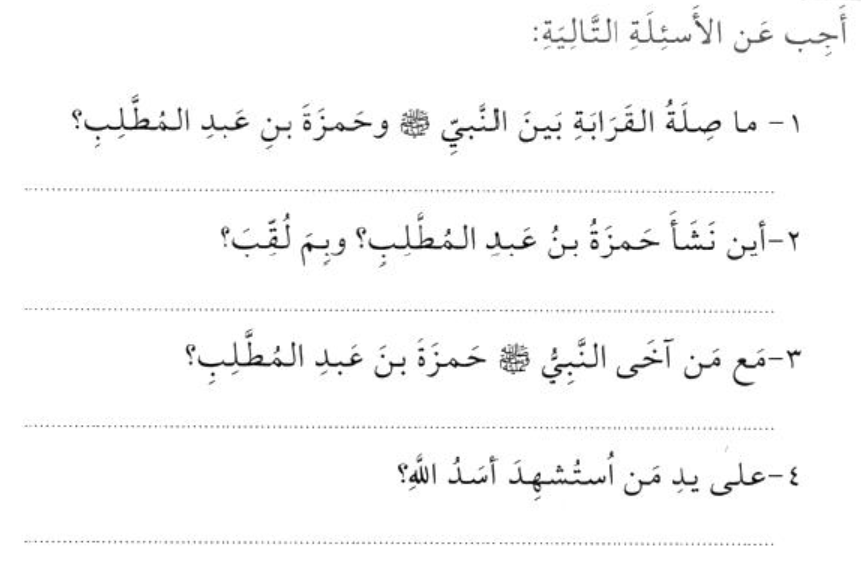 أَجِب عَن الأَسئِلَةِ التَّالِيَةِ:
١- ما صِلَةُ القَرَابَةِ بَينَ النَّبيِّ ﷺ وحَمزَةَ بنِ عَبدِ المُطَّلِبِ؟
٢-أين نَشَأَ حَمزَةُ بنُ عَبدِ المُطَّلِبِ؟ وبِمَ لُقِّبَ؟
٣-مَع مَن آخَى النَّبِيُّ ﷺ حَمزَةَ بنَ عَبدِ المُطَّلِبِ؟
٤-على يدِ مَن اُستُشهِدَ أسَدُ اللَّهِ؟